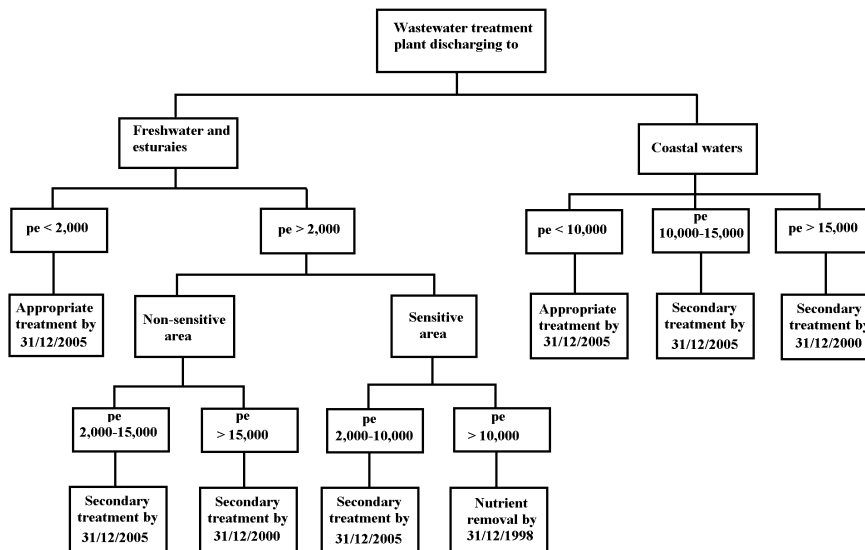 Wastewater treatment
plant discharging to
Freshwater and
esturaies
Coastal waters
pe < 2,000
pe > 2,000
pe < 10,000
pe
10,000-15,000
pe > 15,000
Appropriate
treatment by
31/12/2005
Non-sensitive
area
Sensitive
area
Appropriate
treatment by
31/12/2005
Secondary
treatment by
31/12/2005
Secondary
treatment by
31/12/2000
pe
2,000-15,000
pe
> 15,000
pe
2,000-10,000
pe
> 10,000
Secondary
treatment by
31/12/2005
Secondary
treatment by
31/12/2000
Secondary
treatment by
31/12/2005
Nutrient
removal by
31/12/1998